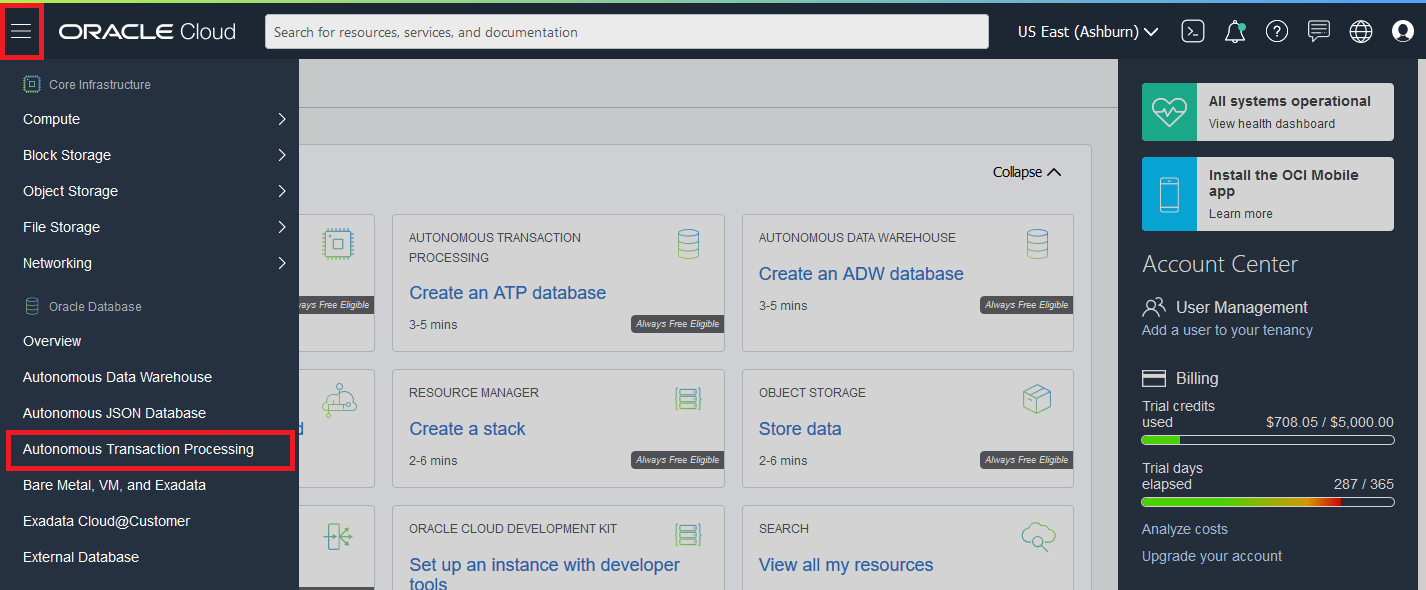 ORACLE Cloud
Search for resources, services, and documentation
US East (Ashburn)
Core Infrastructure
Compute
Block Storage
Object Storage
File Storage
Networking
Oracle Database
Overview
Autonomous Data Warehouse
Autonomous JSON Database
Autonomous Transaction Processing
Bare Metal, VM, and Exadata
Exadata Cloud@Customer
External Database
Collapse
Free Eligible
AUTONOMOUS TRANSACTION
PROCESSING
Create an ATP database
3-5 mins
Always Free Eligible
AUTONOMOUS DATA WAREHOUSE
Create an ADW database
3-5 mins
Always Free Eligible
RESOURCE MANAGER
Create a stack
2-6 mins
Always Free Eligible
OBJECT STORAGE
Store data
2-6 mins
Always Free Eligible
ORACLE CLOUD DEVELOPMENT KIT
Set up an instance with developer
tools
SEARCH
View all my resources
All systems operational
View health dashboard
Install the OCI Mobile
app
Learn more
Account Center
User Management
Add a user to your tenancy
Billing
Trial credits
used $708.05 / $5,000.00
Trial days
elapsed 287 / 365
Analyze costs
Upgrade your account